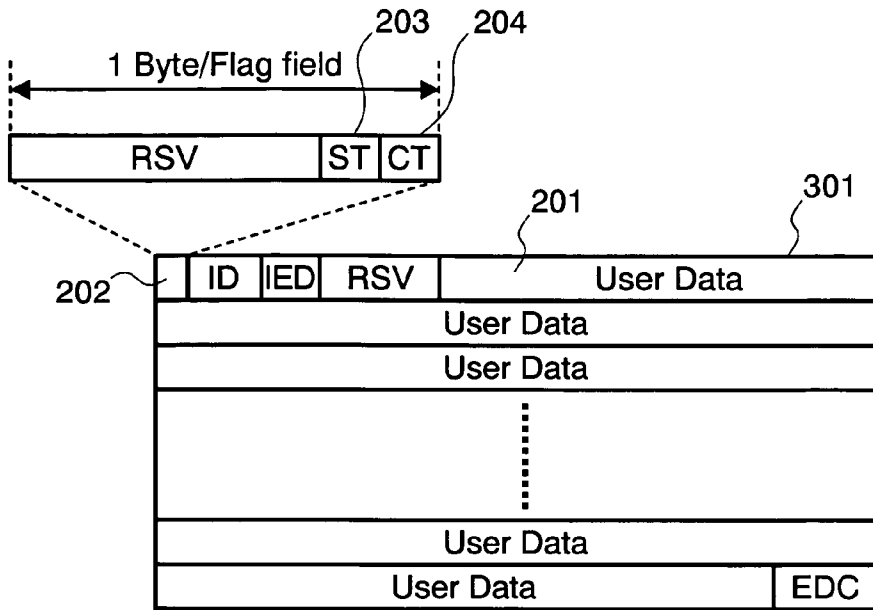 203
204
1 Byte/Flag field
RSV ST CT
201
301
202
ID IED RSV User Data
User Data
User Data
User Data
User Data EDC